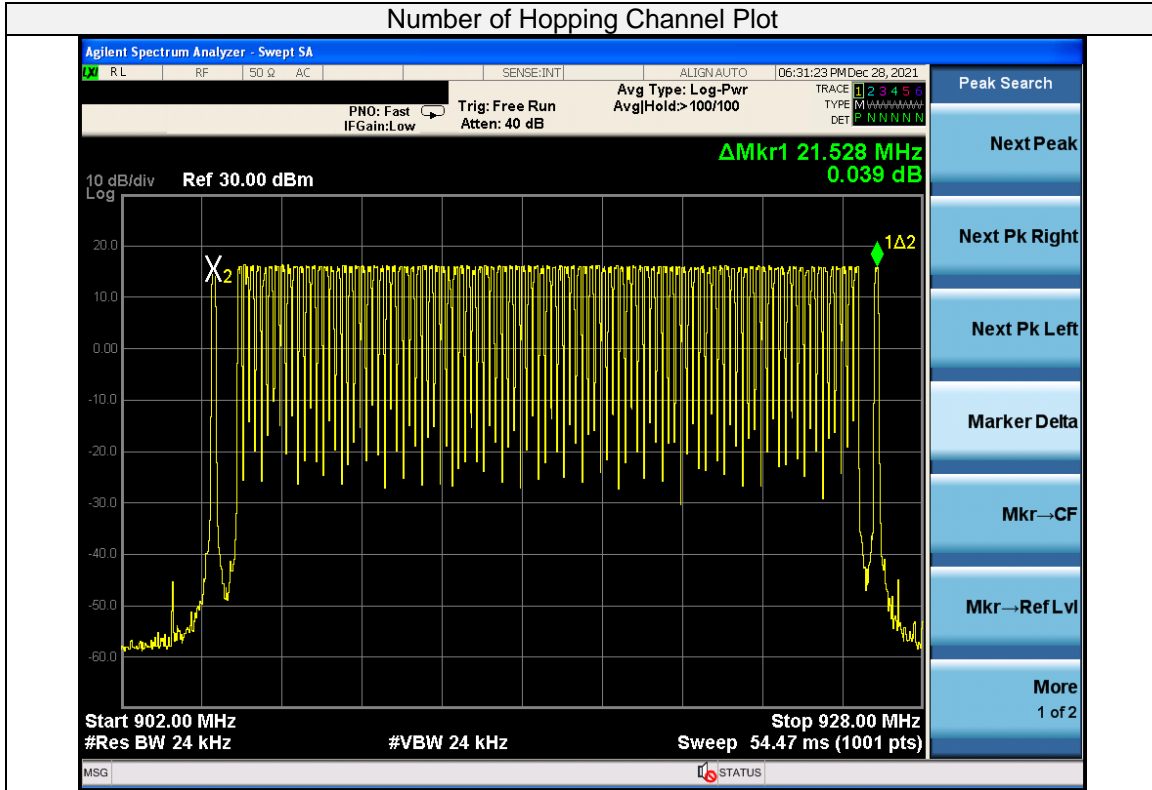 Number of Hopping Channel Plot
Agilent Spectrum Analyzer - Swept SA
LXI RL RF 50 Ω AC SENSE:INT ALIGN AUTO 06:31:23 PM Dec 28, 2021
PNO: Fast Trig: Free Run Avg Type: Log-Pwr TRACE 1 2 3 4 5 6
IFGain:Low Atten: 40 dB Avg|Hold:>100/100 TYPE M WWWWW
DET P N N N N N
ΔMkr1 21.528 MHz
0.039 dB
10 dB/div Ref 30.00 dBm
Log
20.0
10.0
0.00
-10.0
-20.0
-30.0
-40.0
-50.0
-60.0
X2
1Δ2
Start 902.00 MHz Stop 928.00 MHz
#Res BW 24 kHz #VBW 24 kHz Sweep 54.47 ms (1001 pts)
MSG STATUS
Peak Search
Next Peak
Next Pk Right
Next Pk Left
Marker Delta
Mkr→CF
Mkr→Ref Lvl
More
1 of 2